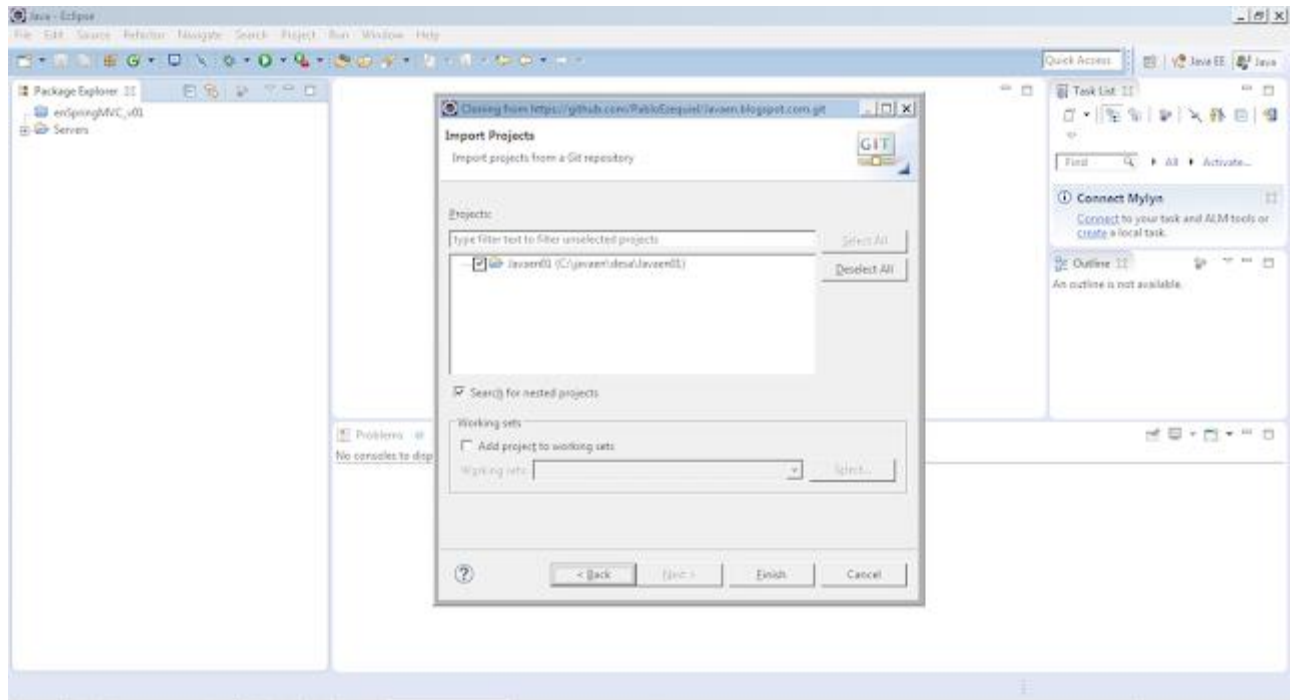 Java - Eclipse
File Edit Source Refactor Navigate Search Project Run Window Help
Quick Access
Java EE
Java
Package Explorer
enSpringMVC_v01
Servers
Cloning from https://github.com/PabloEzequiel/Javaen.blogspot.com.git
Import Projects
Import projects from a Git repository
GIT
Projects:
type filter text to filter unselected projects
Select All
Javaen01 (C:\javaen\desa\Javaen01)
Deselect All
Search for nested projects
Working sets
Add project to working sets
Working sets:
Select...
< Back
Next >
Finish
Cancel
Task List
Find
All
Activate...
Connect Mylyn
Connect to your task and ALM tools or
create a local task.
Outline
An outline is not available.
Problems
No consoles to disp